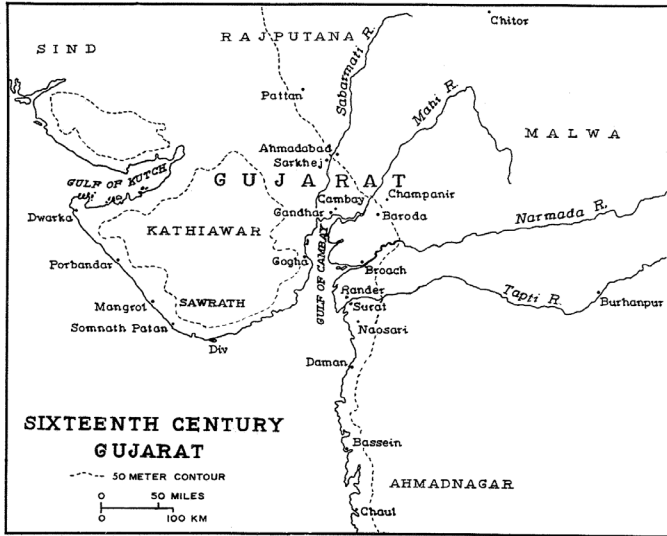 Chitor
RAJPUTANA
SIND
Sabarmati R.
Pattan
Mahi R.
MALWA
Ahmadabad
Sarkhej
GULF OF KUTCH
GUJARAT
Champanir
Cambay
Gandhar
Baroda
Dwarka
Narmada R.
KATHIAWAR
GULF OF CAMBAY
Gogha
Broach
Porbandar
Rander
Tapti R.
Burhanpur
Mangrol
SAWRATH
Surat
Somnath Patan
Naosari
Div
Daman
SIXTEENTH CENTURY
GUJARAT
Bassein
50 METER CONTOUR
AHMADNAGAR
0 50 MILES
0 100 KM
Chaul